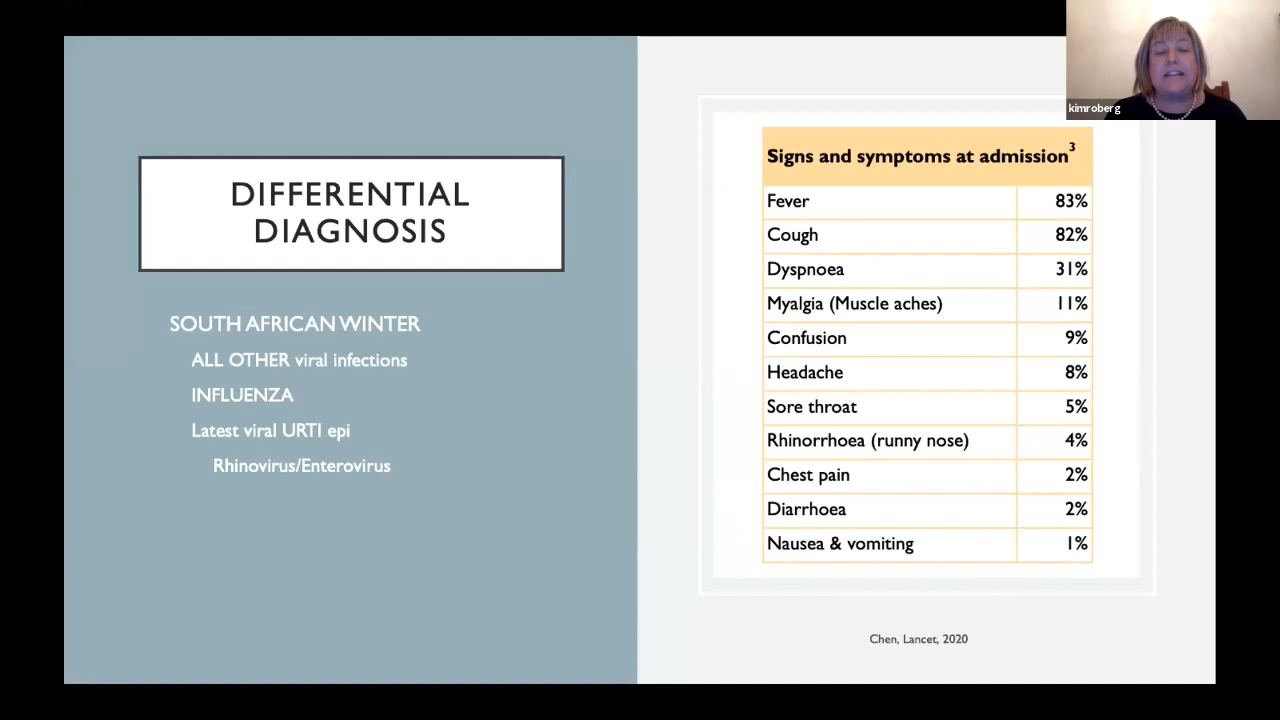 kimroberg
DIFFERENTIAL
DIAGNOSIS
SOUTH AFRICAN WINTER
ALL OTHER viral infections
INFLUENZA
Latest viral URTI epi
Rhinovirus/Enterovirus
Signs and symptoms at admission3
Fever 83%
Cough 82%
Dyspnoea 31%
Myalgia (Muscle aches) 11%
Confusion 9%
Headache 8%
Sore throat 5%
Rhinorrhoea (runny nose) 4%
Chest pain 2%
Diarrhoea 2%
Nausea & vomiting 1%
Chen, Lancet, 2020